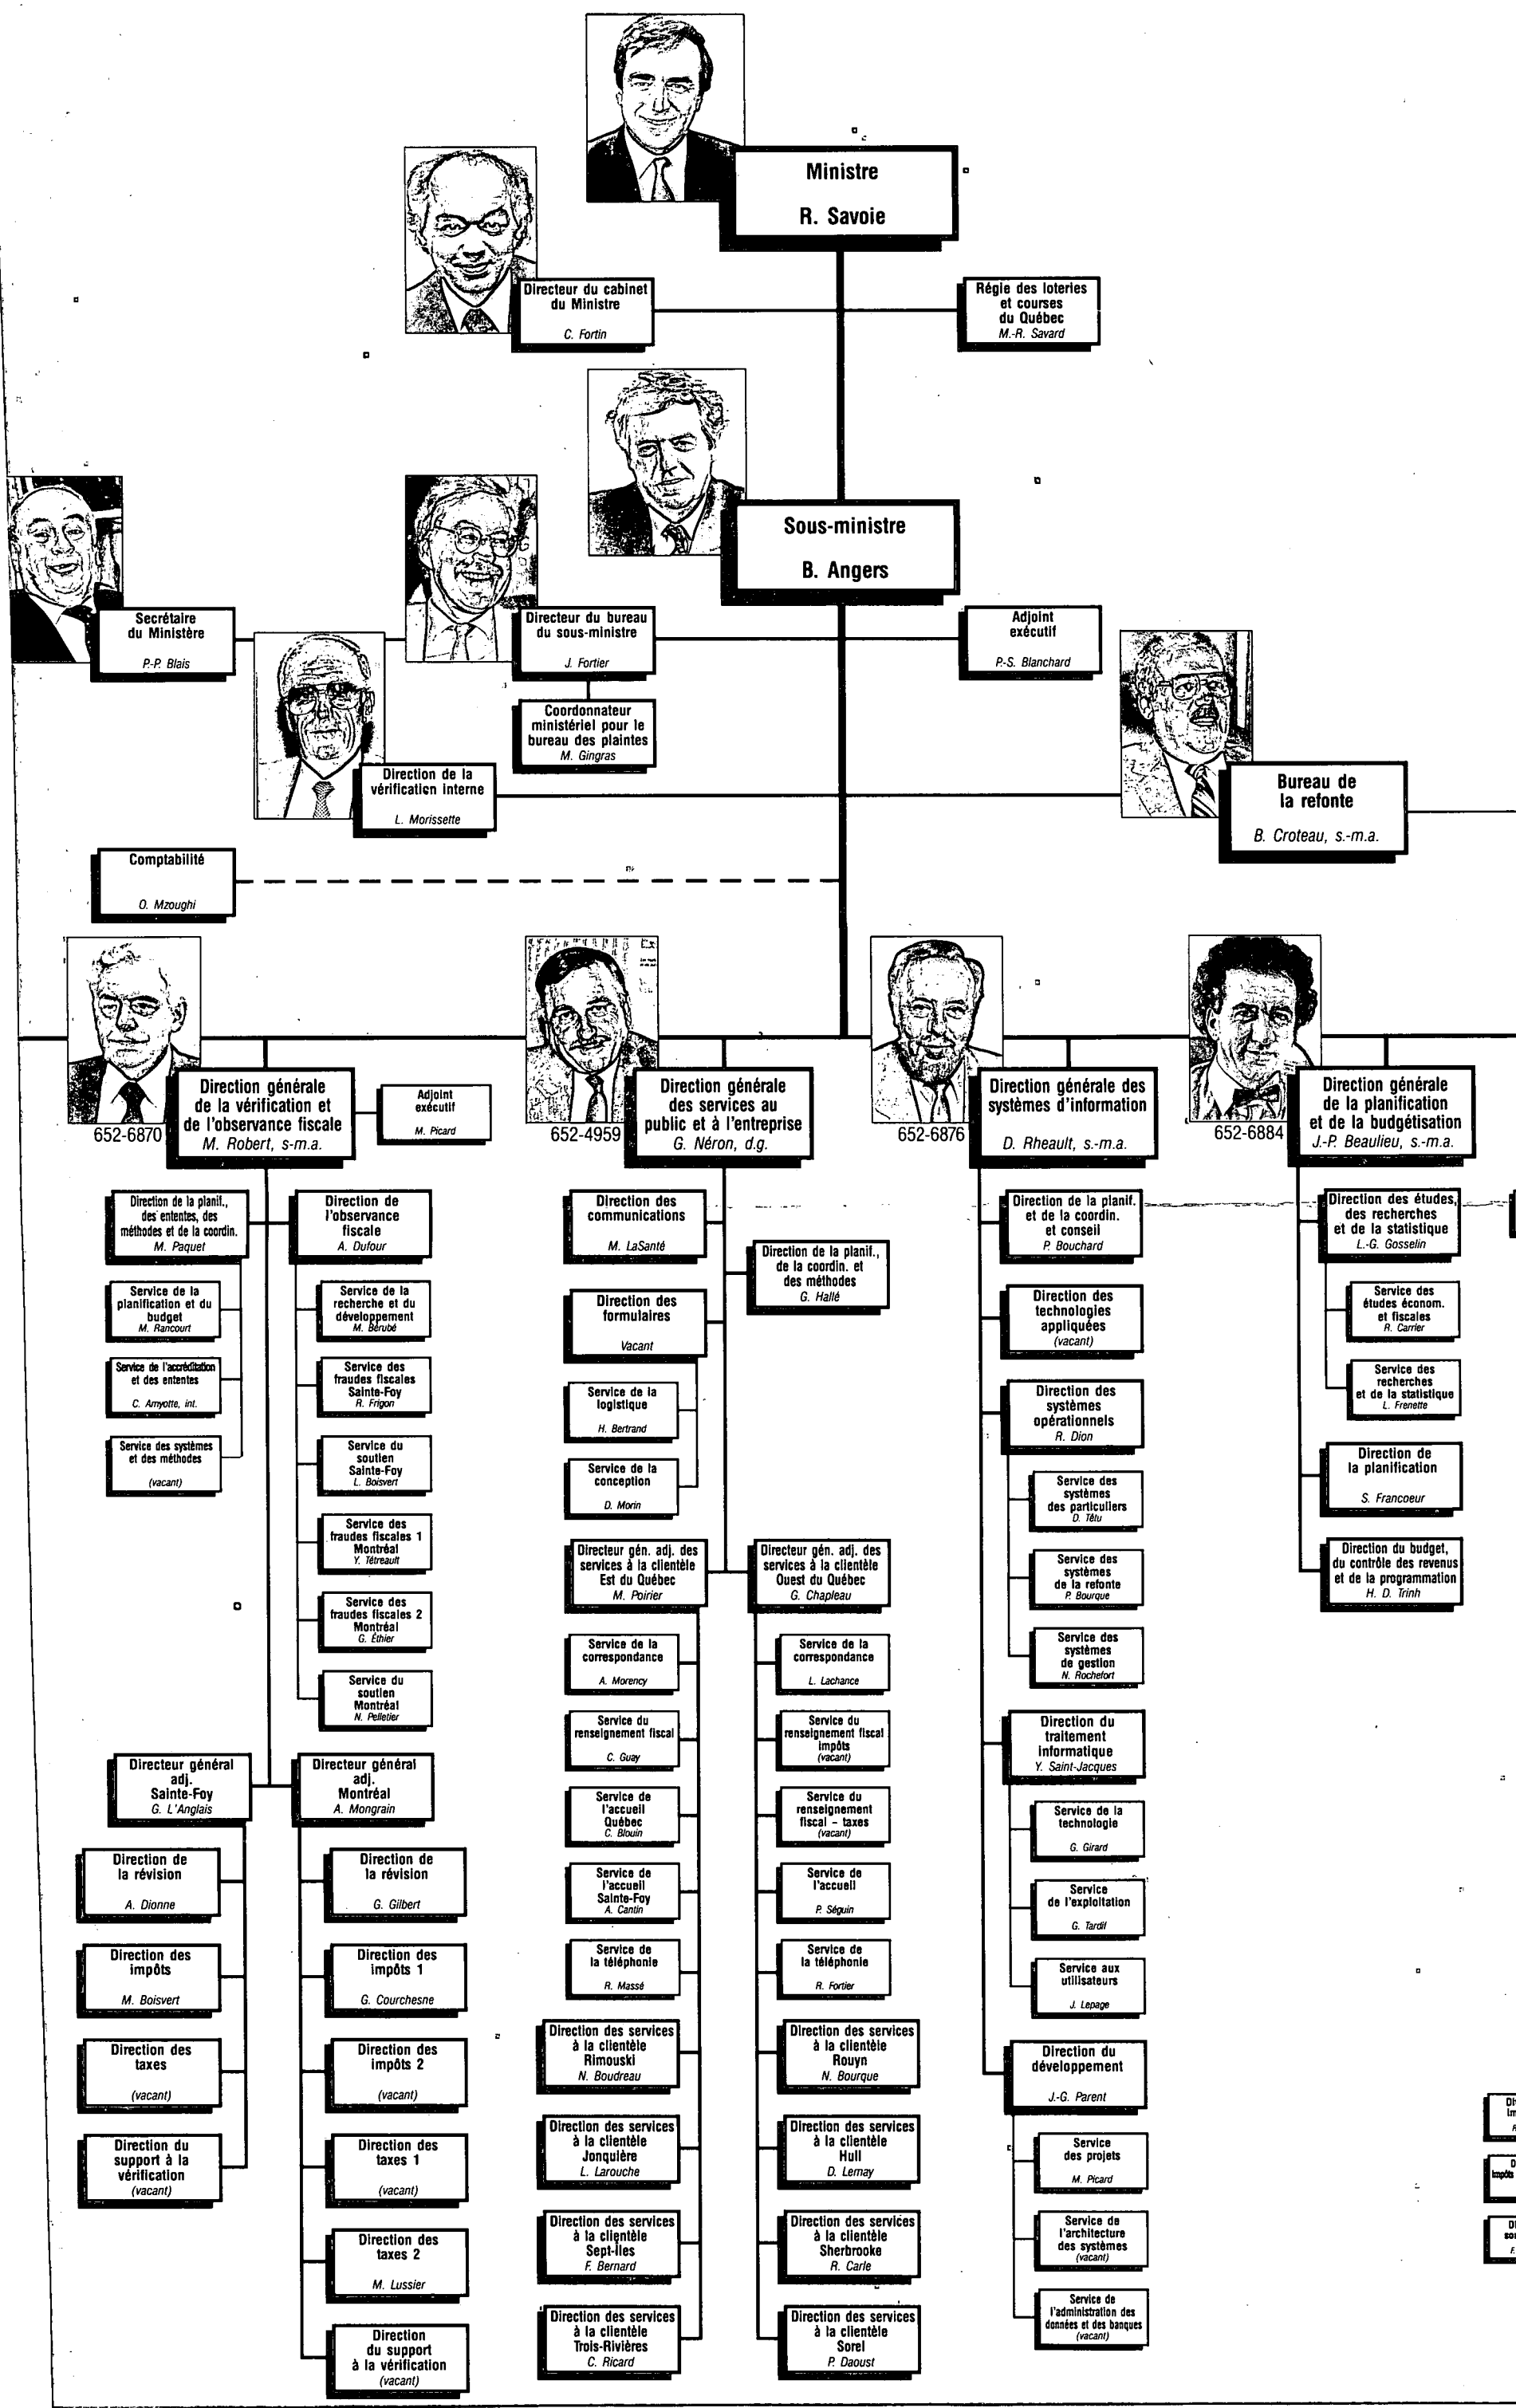 Ministre
R. Savoie
Directeur du cabinet
du Ministre
C. Fortin
Régie des loteries
et courses
du Québec
M.-R. Savard
Sous-ministre
B. Angers
Secrétaire
du Ministère
P.-P. Blais
Directeur du bureau
du sous-ministre
J. Fortier
Adjoint
exécutif
P.-S. Blanchard
Coordonnateur
ministériel pour le
bureau des plaintes
M. Gingras
Direction de la
vérification interne
L. Morissette
Bureau de
la refonte
B. Croteau, s.-m.a.
Comptabilité
O. Mzoughi
652-6870
Direction générale
de la vérification et
de l'observance fiscale
M. Robert, s-m.a.
Adjoint
exécutif
M. Picard
652-4959
Direction générale
des services au
public et à l'entreprise
G. Néron, d.g.
652-6876
Direction générale des
systèmes d'information
D. Rheault, s.-m.a.
652-6884
Direction générale
de la planification
et de la budgétisation
J.-P. Beaulieu, s.-m.a.
Direction de la planif.,
des ententes, des
méthodes et de la coordin.
M. Paquet
Service de la
planification et du
budget
M. Rancourt
Service de l'accréditation
et des ententes
C. Amyotte, int.
Service des systèmes
et des méthodes
(vacant)
Direction de
l'observance
fiscale
A. Dufour
Service de la
recherche et du
développement
M. Bérubé
Service des
fraudes fiscales
Sainte-Foy
R. Frigon
Service du
soutien
Sainte-Foy
L. Boisvert
Service des
fraudes fiscales 1
Montréal
Y. Tétreault
Service des
fraudes fiscales 2
Montréal
G. Éthier
Service du
soutien
Montréal
N. Pelletier
Directeur général
adj.
Sainte-Foy
G. L'Anglais
Direction de
la révision
A. Dionne
Direction des
impôts
M. Boisvert
Direction des
taxes
(vacant)
Direction du
support à la
vérification
(vacant)
Directeur général
adj.
Montréal
A. Mongrain
Direction de
la révision
G. Gilbert
Direction des
impôts 1
G. Courchesne
Direction des
impôts 2
(vacant)
Direction des
taxes 1
(vacant)
Direction des
taxes 2
M. Lussier
Direction
du support
à la vérification
(vacant)
Direction des
communications
M. LaSanté
Direction de la planif.,
de la coordin. et
des méthodes
G. Hallé
Direction des
formulaires
Vacant
Service de la
logistique
H. Bertrand
Service de la
conception
D. Morin
Directeur gén. adj. des
services à la clientèle
Est du Québec
M. Poirier
Service de la
correspondance
A. Morency
Service du
renseignement fiscal
C. Guay
Service de
l'accueil
Québec
C. Blouin
Service de
l'accueil
Sainte-Foy
A. Cantin
Service de
la téléphonie
R. Massé
Direction des services
à la clientèle
Rimouski
N. Boudreau
Direction des services
à la clientèle
Jonquière
L. Larouche
Direction des services
à la clientèle
Sept-Îles
F. Bernard
Direction des services
à la clientèle
Trois-Rivières
C. Ricard
Directeur gén. adj. des
services à la clientèle
Ouest du Québec
G. Chapleau
Service de la
correspondance
L. Lachance
Service du
renseignement fiscal
impôts
(vacant)
Service du
renseignement
fiscal – taxes
(vacant)
Service de
l'accueil
P. Séguin
Service de
la téléphonie
R. Fortier
Direction des services
à la clientèle
Rouyn
N. Bourque
Direction des services
à la clientèle
Hull
D. Lemay
Direction des services
à la clientèle
Sherbrooke
R. Carle
Direction des services
à la clientèle
Sorel
P. Daoust
Direction de la planif.
et de la coordin.
et conseil
P. Bouchard
Direction des
technologies
appliquées
(vacant)
Direction des
systèmes
opérationnels
R. Dion
Service des
systèmes
des particuliers
D. Têtu
Service des
systèmes
de la refonte
P. Bourque
Service des
systèmes
de gestion
N. Rochefort
Direction du
traitement
informatique
Y. Saint-Jacques
Service de la
technologie
G. Girard
Service
de l'exploitation
G. Tardif
Service aux
utilisateurs
J. Lepage
Direction du
développement
J.-G. Parent
Service
des projets
M. Picard
Service de
l'architecture
des systèmes
(vacant)
Service de
l'administration des
données et des banques
(vacant)
Direction des études,
des recherches
et de la statistique
L.-G. Gosselin
Service des
études économ.
et fiscales
R. Carrier
Service des
recherches
et de la statistique
L. Frenette
Direction de
la planification
S. Francoeur
Direction du budget,
du contrôle des revenus
et de la programmation
H. D. Trinh